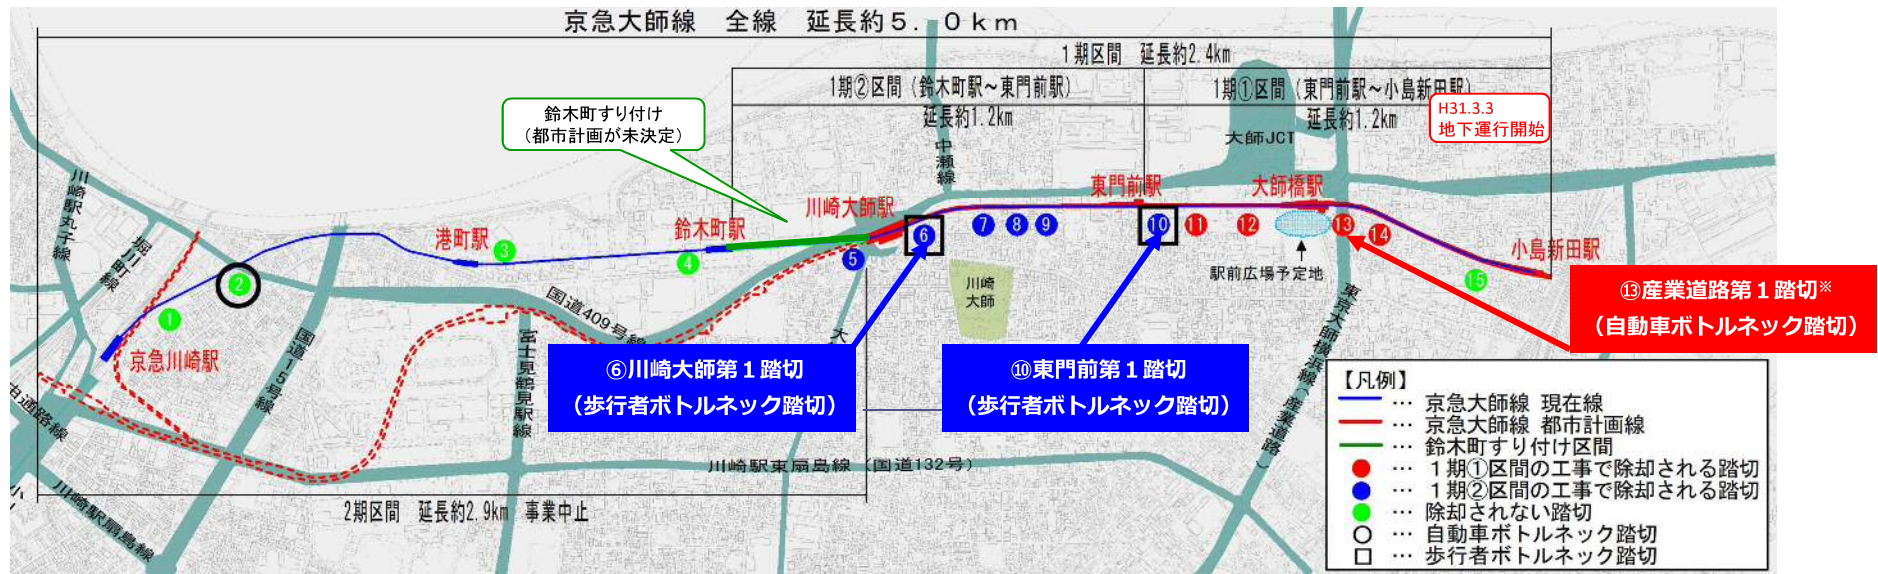 京急大師線　全線　延長約５．０ｋｍ
１期区間　延長約2.4km
1期②区間（鈴木町駅～東門前駅）
延長約1.2km
1期①区間（東門前駅～小島新田駅）
延長約1.2km
H31.3.3
地下運行開始
鈴木町すり付け
（都市計画が未決定）
大師JCT
中瀬線
川崎駅丸子線
堀川町線
港町駅
鈴木町駅
川崎大師駅
東門前駅
大師橋駅
小島新田駅
京急川崎駅
①
②
③
④
⑤
⑥
⑦
⑧
⑨
⑩
⑪
⑫
⑬
⑭
⑮
川崎
大師
駅前広場予定地
国道409号線
国道15号線
富士見鶴見駅線
大
東京大師横浜線（産業道路）
川崎駅東扇島線（国道132号）
川崎駅扇島線
⑥川崎大師第１踏切
（歩行者ボトルネック踏切）
⑩東門前第１踏切
（歩行者ボトルネック踏切）
⑬産業道路第１踏切※
（自動車ボトルネック踏切）
2期区間　延長約2.9km　事業中止
【凡例】
… 京急大師線 現在線
… 京急大師線 都市計画線
… 鈴木町すり付け区間
… １期①区間の工事で除却される踏切
… １期②区間の工事で除却される踏切
… 除却されない踏切
… 自動車ボトルネック踏切
… 歩行者ボトルネック踏切